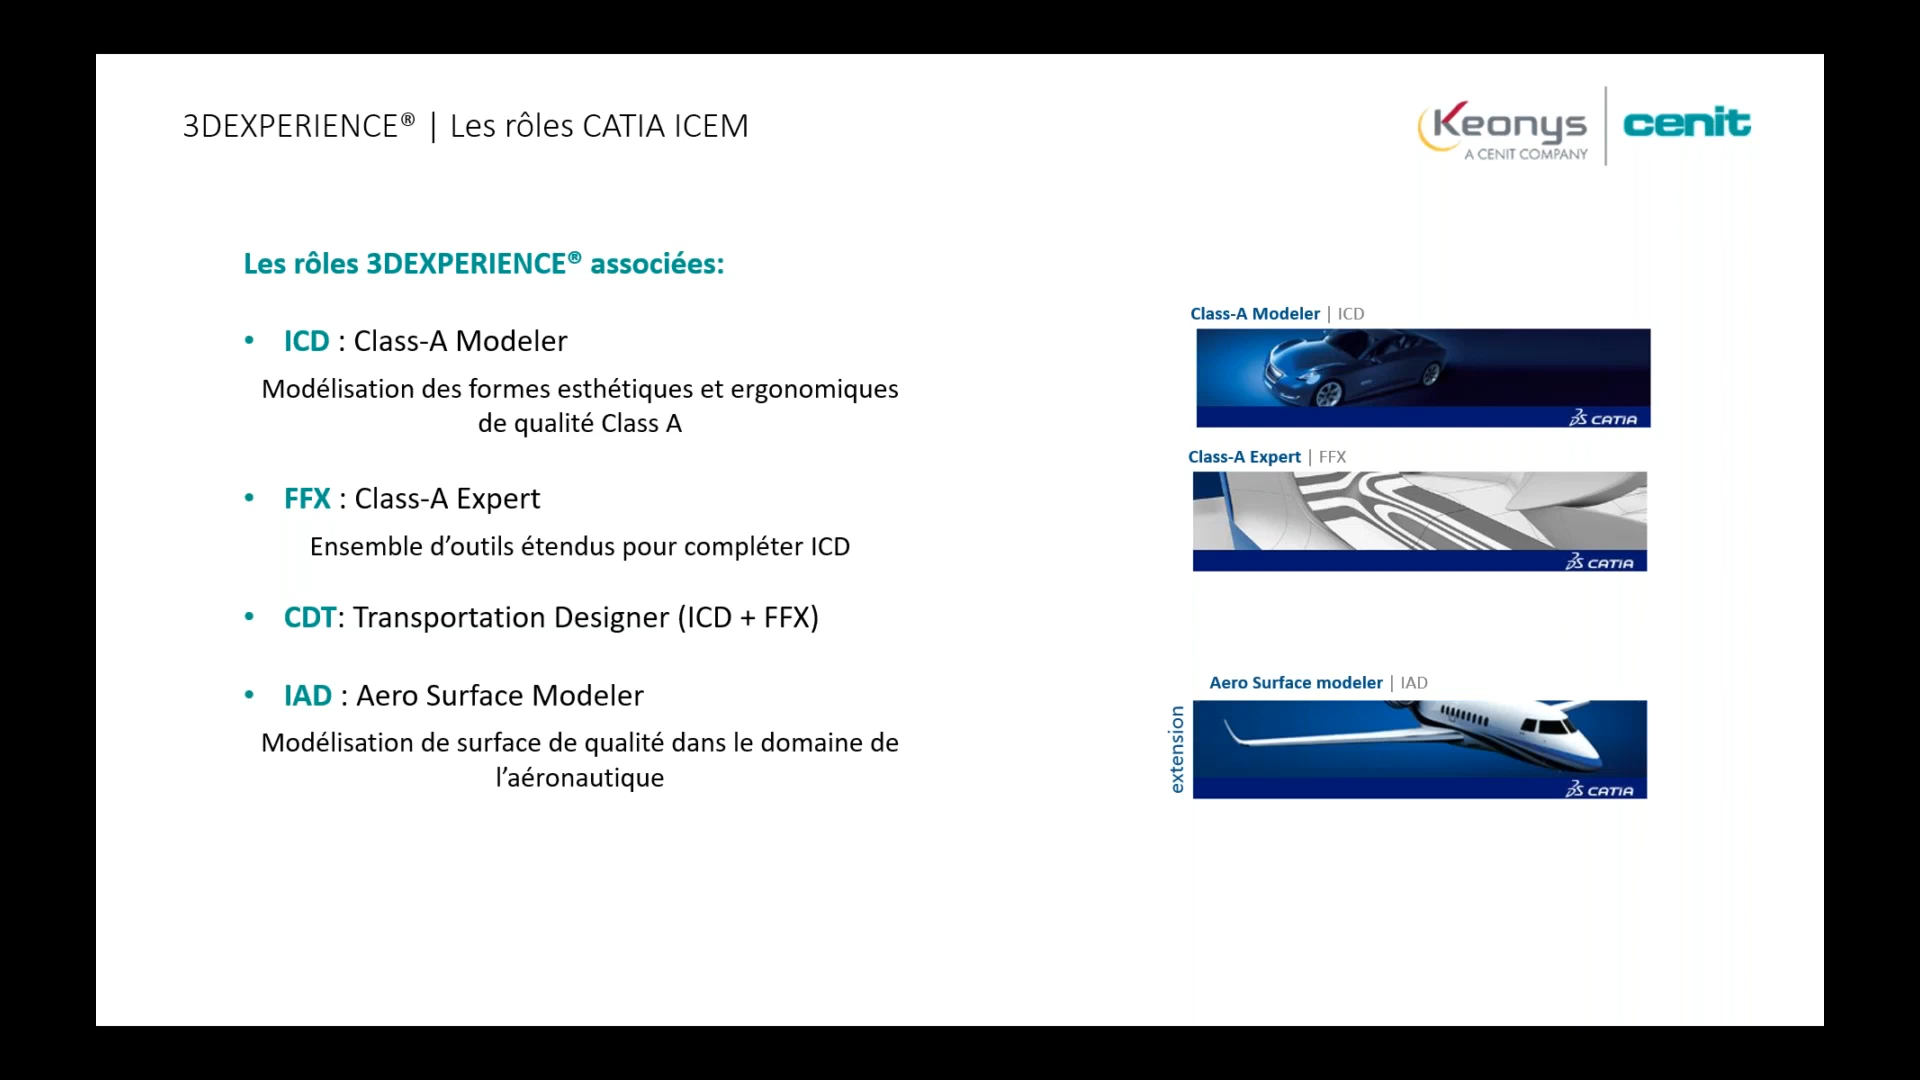 3DEXPERIENCE® | Les rôles CATIA ICEM
Keonys
A CENIT COMPANY
cenit
Les rôles 3DEXPERIENCE® associées:
• ICD : Class-A Modeler
Modélisation des formes esthétiques et ergonomiques
de qualité Class A
• FFX : Class-A Expert
Ensemble d’outils étendus pour compléter ICD
• CDT: Transportation Designer (ICD + FFX)
• IAD : Aero Surface Modeler
Modélisation de surface de qualité dans le domaine de
l’aéronautique
Class-A Modeler | ICD
3DS CATIA
Class-A Expert | FFX
3DS CATIA
Aero Surface modeler | IAD
extension
3DS CATIA